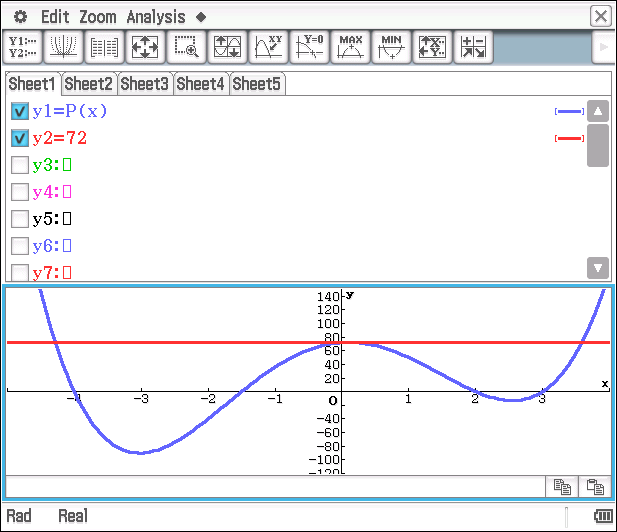 Edit Zoom Analysis ◆
Y1:··· Y2:··· XY Y=0 MAX MIN X- Y-
Sheet1 Sheet2 Sheet3 Sheet4 Sheet5
y1=P(x)
y2=72
y3:▯
y4:▯
y5:▯
y6:▯
y7:▯
y
140
120
100
80
60
40
20
x
-4 -3 -2 -1 O 1 2 3
-40
-60
-80
-100
-120
Rad Real